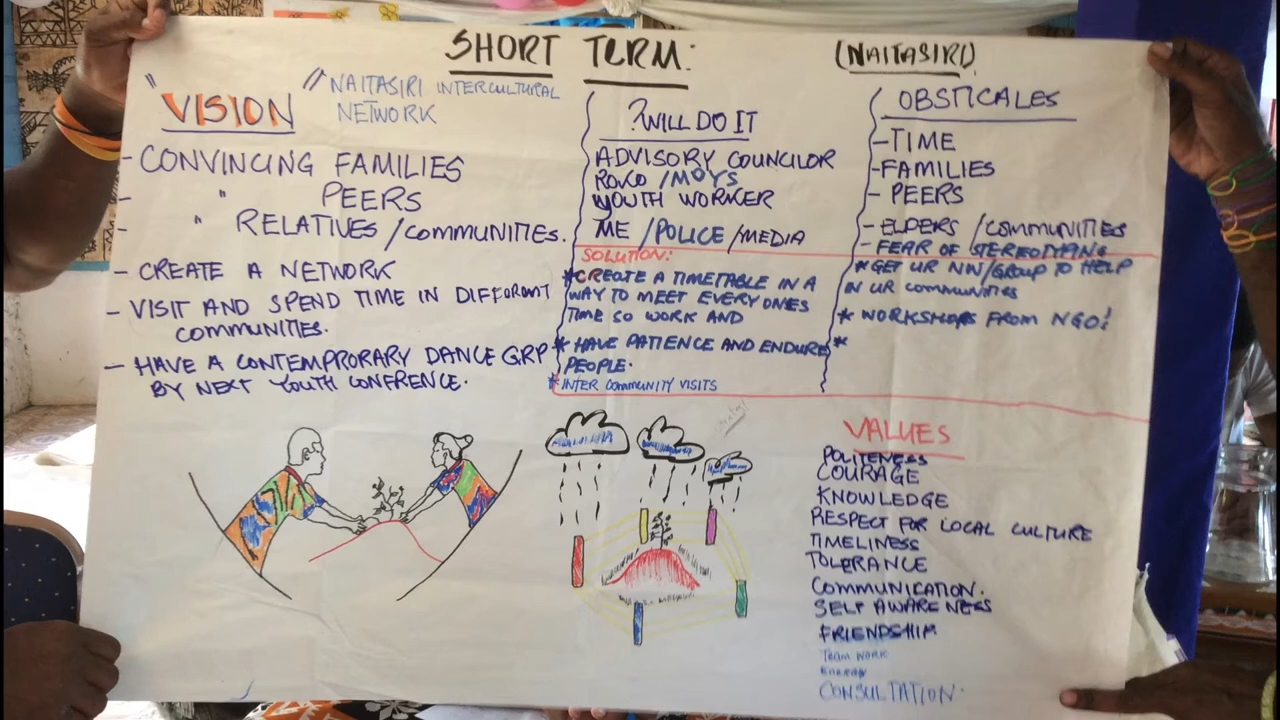 SHORT TERM:
(NAITASIRI)
"VISION"
NAITASIRI INTERCULTURAL
NETWORK
- CONVINCING FAMILIES
- " PEERS
- " RELATIVES/COMMUNITIES.
- CREATE A NETWORK
- VISIT AND SPEND TIME IN DIFFERENT
COMMUNITIES.
- HAVE A CONTEMPRORARY DANCE GRP
BY NEXT YOUTH CONFERENCE.
?WILL DO IT
ADVISORY COUNCILOR
ROKO /MOYS
YOUTH WORKER
ME /POLICE /MEDIA
OBSTICALES
-TIME
-FAMILIES
- PEERS
- ELDERS /COMMUNITIES
- FEAR OF STEREOTYPING
SOLUTION:
*CREATE A TIMETABLE IN A
WAY TO MEET EVERYONES
TIME SO WORK AND
* HAVE PATIENCE AND ENDURE
PEOPLE.
* INTER COMMUNITY VISITS
*GET UR NW/GROUP TO HELP
IN UR COMMUNITIES
* WORKSHOPS FROM NGO!
*
VALUES
POLITENESS
COURAGE
KNOWLEDGE
RESPECT FOR LOCAL CULTURE
TIMELINESS
TOLERANCE
COMMUNICATION.
SELF AWARENESS
FRIENDSHIP
TEAM WORK
ENERGY
CONSULTATION.